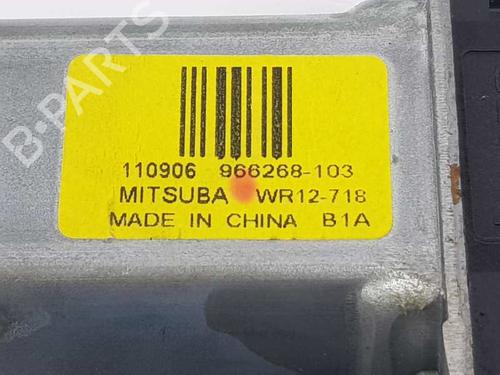 B-PARTS
110906 966268-103
MITSUBA WR12-718
MADE IN CHINA B1A